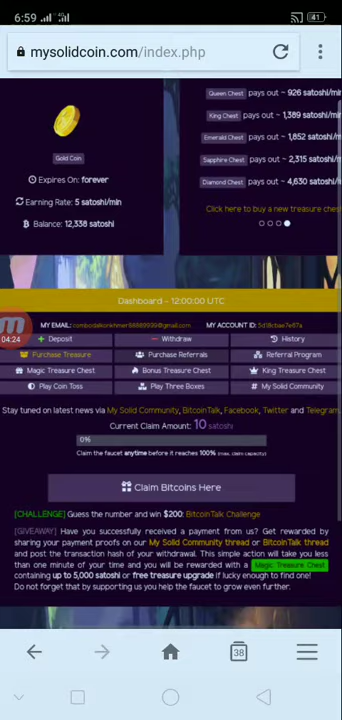 6:59
41
mysolidcoin.com/index.php
Queen Chest pays out ~ 926 satoshi/min
King Chest pays out ~ 1,389 satoshi/min
Gold Coin
Emerald Chest pays out ~ 1,852 satoshi/min
Sapphire Chest pays out ~ 2,315 satoshi/min
Expires On: forever
Diamond Chest pays out ~ 4,630 satoshi/min
Earning Rate: 5 satoshi/min
Click here to buy a new treasure chest
Balance: 12,338 satoshi
Dashboard - 12:00:00 UTC
MY EMAIL: MY ACCOUNT ID:
04:24
Deposit Withdraw History
Purchase Treasure Purchase Referrals Referral Program
Magic Treasure Chest Bonus Treasure Chest King Treasure Chest
Play Coin Toss Play Three Boxes # My Solid Community
Stay tuned on latest news via My Solid Community, BitcoinTalk, Facebook, Twitter and Telegram
Current Claim Amount: 10 satoshi
0%
Claim the faucet anytime before it reaches 100% (max. claim capacity)
Claim Bitcoins Here
[CHALLENGE] Guess the number and win $200: BitcoinTalk Challenge
[GIVEAWAY] Have you successfully received a payment from us? Get rewarded by
sharing your payment proofs on our My Solid Community thread or BitcoinTalk thread
and post the transaction hash of your withdrawal. This simple action will take you less
than one minute of your time and you will be rewarded with a Magic Treasure Chest
containing up to 5,000 satoshi or free treasure upgrade if lucky enough to find one!
Do not forget that by supporting us you help the faucet to grow even further.
38